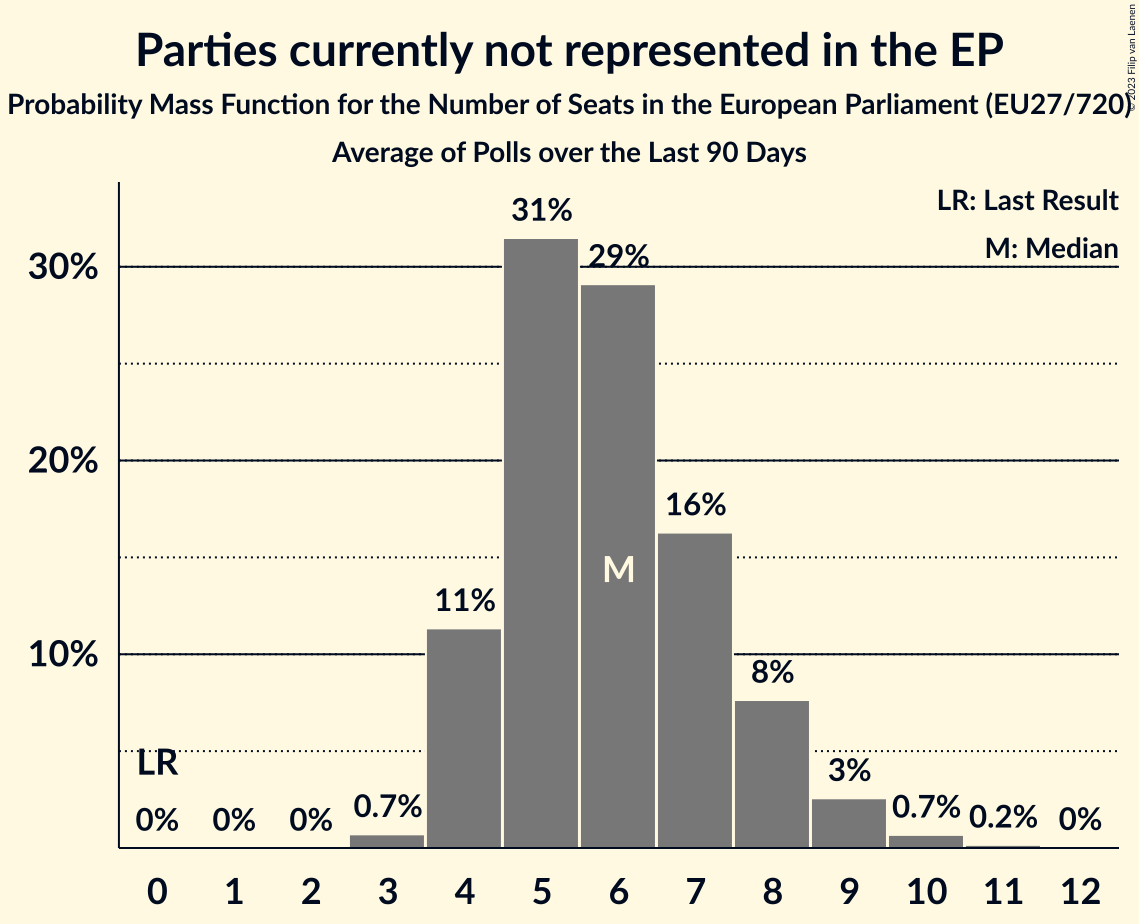 Parties currently not represented in the EP
Probability Mass Function for the Number of Seats in the European Parliament (EU27/720)
Average of Polls over the Last 90 Days
© 2023 Filip van Laenen
LR: Last Result
M: Median
30%
20%
10%
31%
29%
16%
M
11%
8%
LR
3%
0% 0% 0% 0.7% 0.7% 0.2% 0%
0 1 2 3 4 5 6 7 8 9 10 11 12